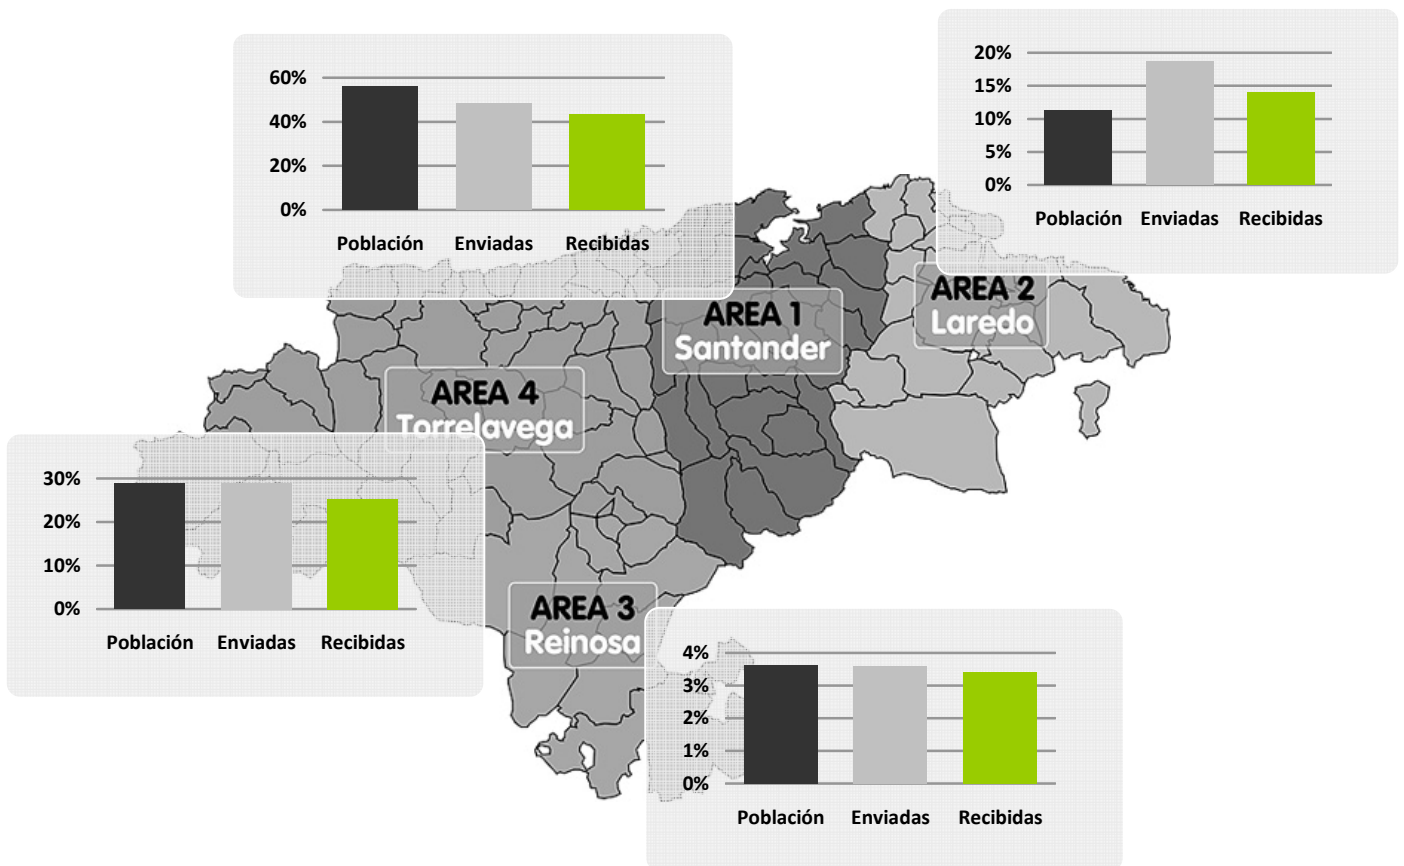 60%
40%
20%
0%
Población Enviadas Recibidas
20%
15%
10%
5%
0%
Población Enviadas Recibidas
AREA 1
Santander
AREA 2
Laredo
AREA 4
Torrelavega
30%
20%
10%
0%
Población Enviadas Recibidas
AREA 3
Reinosa
4%
3%
2%
1%
0%
Población Enviadas Recibidas